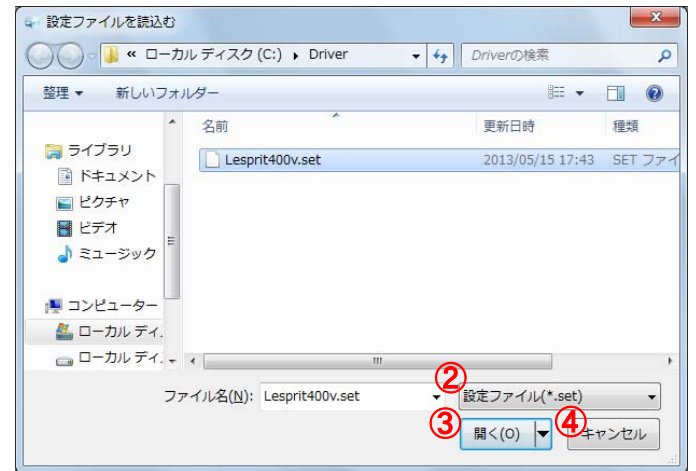 設定ファイルを読込む
« ローカル ディスク (C:) ▸ Driver
Driverの検索
整理 ▼ 新しいフォルダー
名前 更新日時 種類
ライブラリ
Lesprit400v.set 2013/05/15 17:43 SET ファイ
ドキュメント
ピクチャ
ビデオ
ミュージック
コンピューター
ローカル ディ
ローカル ディ
②
ファイル名(N): Lesprit400v.set 設定ファイル(*.set)
③ 開く(O) ④ キャンセル